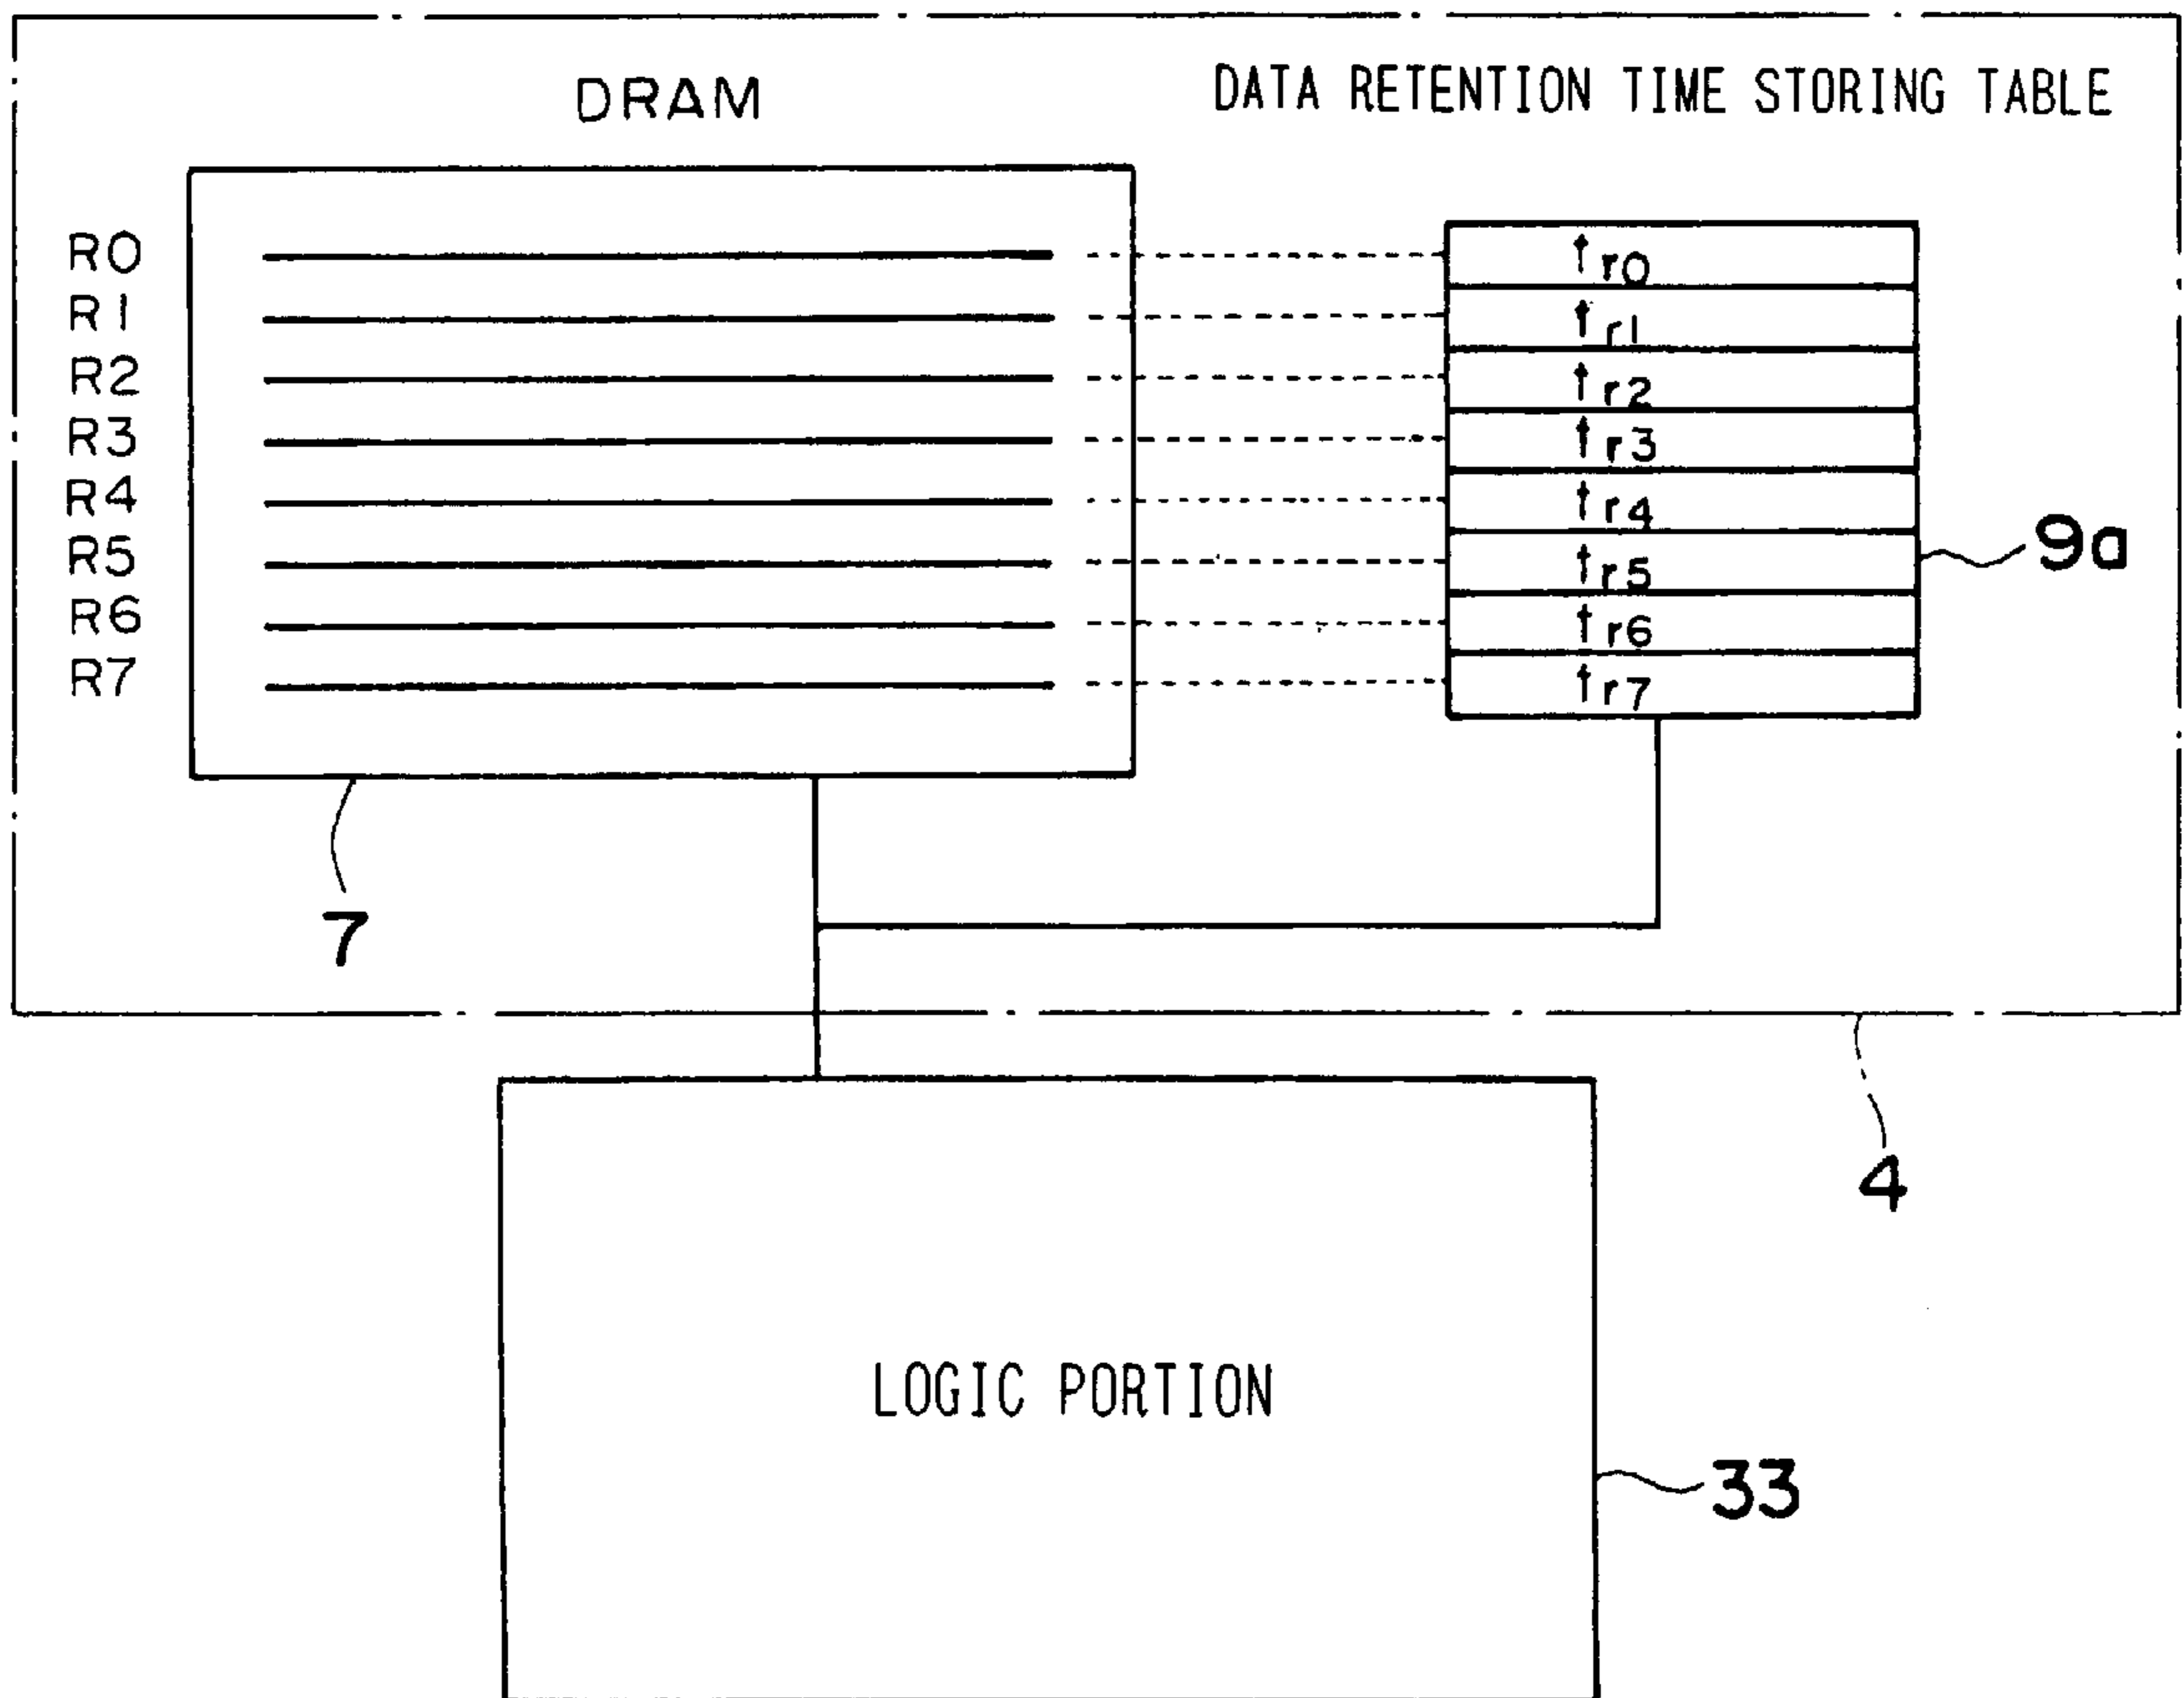 DRAM
DATA RETENTION TIME STORING TABLE
R0 tr0
R1 tr1
R2 tr2
R3 tr3
R4 tr4
R5 tr5
R6 tr6
R7 tr7
9a
7
4
LOGIC PORTION
33